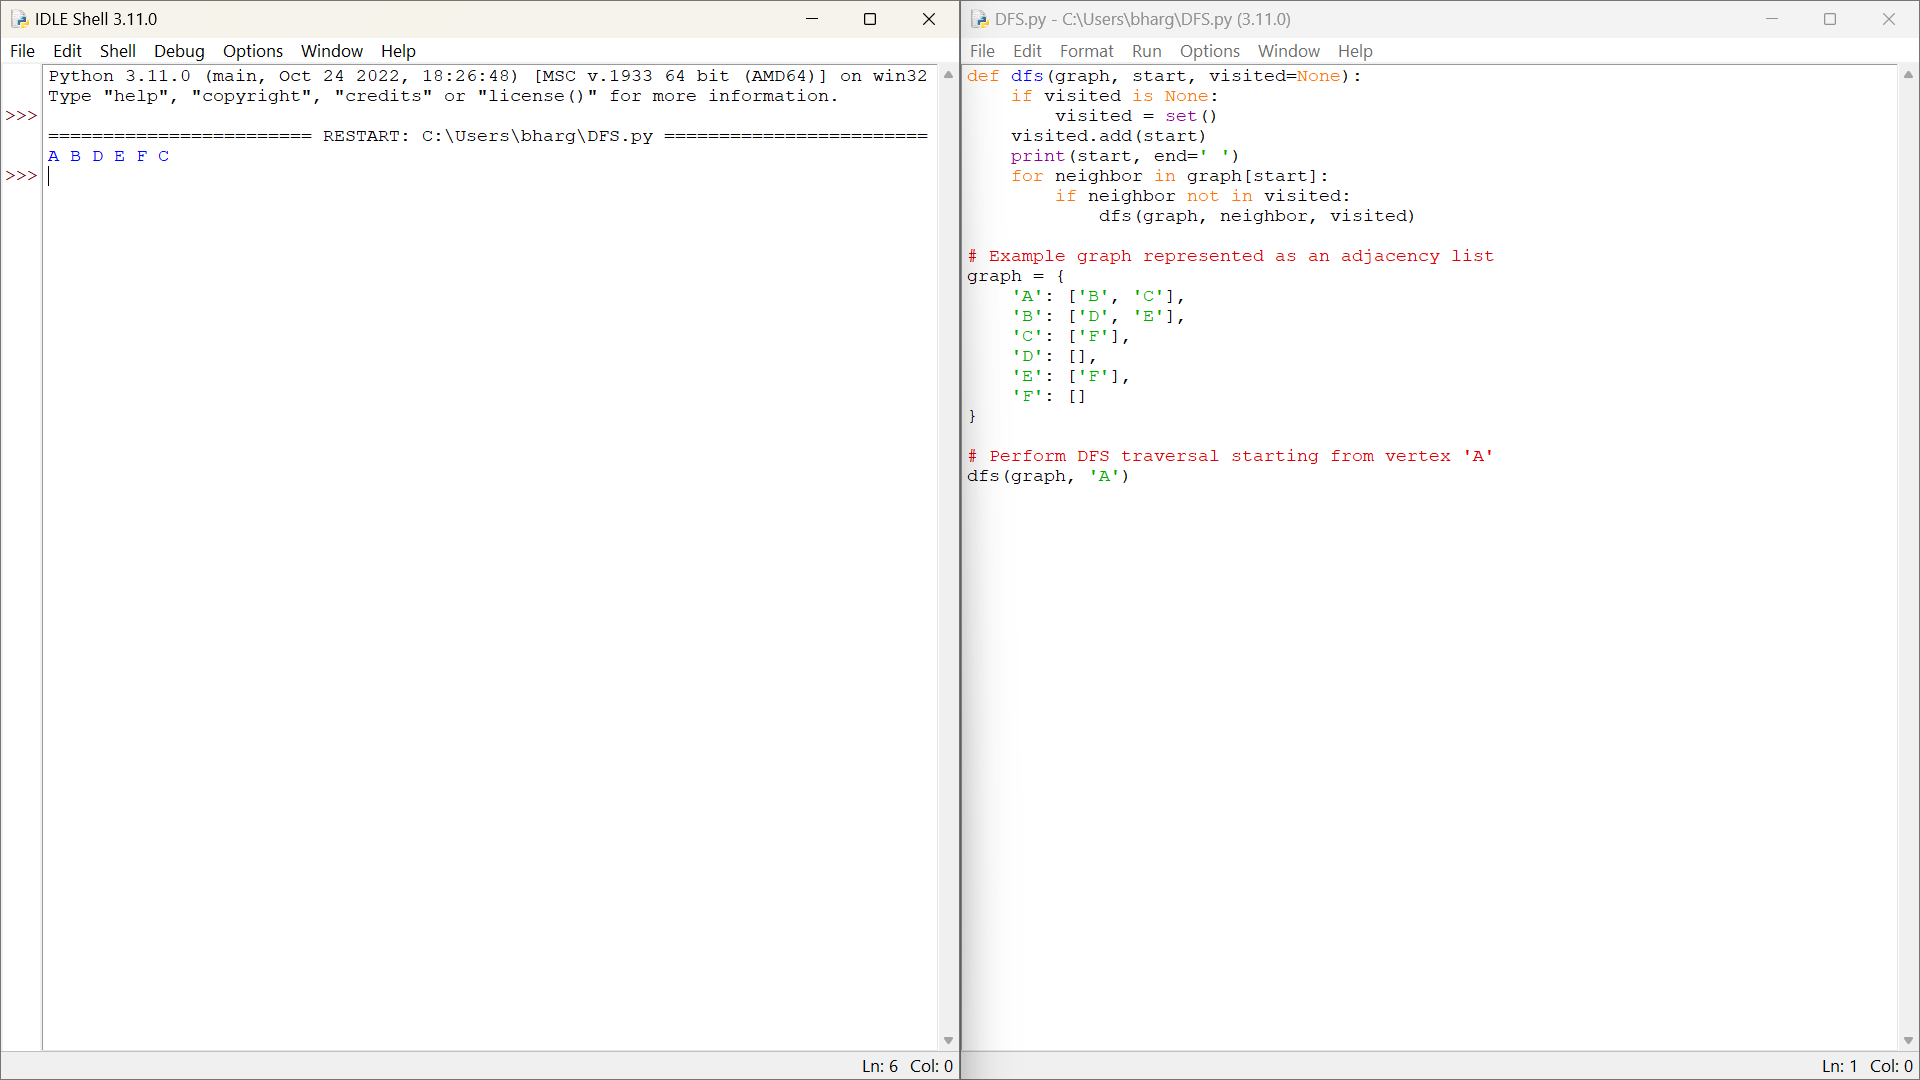 IDLE Shell 3.11.0
File Edit Shell Debug Options Window Help
Python 3.11.0 (main, Oct 24 2022, 18:26:48) [MSC v.1933 64 bit (AMD64)] on win32
Type "help", "copyright", "credits" or "license()" for more information.
>>>
======================== RESTART: C:\Users\bharg\DFS.py ========================
A B D E F C
>>>
Ln: 6 Col: 0
DFS.py - C:\Users\bharg\DFS.py (3.11.0)
File Edit Format Run Options Window Help
def dfs(graph, start, visited=None):
    if visited is None:
        visited = set()
    visited.add(start)
    print(start, end=' ')
    for neighbor in graph[start]:
        if neighbor not in visited:
            dfs(graph, neighbor, visited)

# Example graph represented as an adjacency list
graph = {
    'A': ['B', 'C'],
    'B': ['D', 'E'],
    'C': ['F'],
    'D': [],
    'E': ['F'],
    'F': []
}

# Perform DFS traversal starting from vertex 'A'
dfs(graph, 'A')
Ln: 1 Col: 0